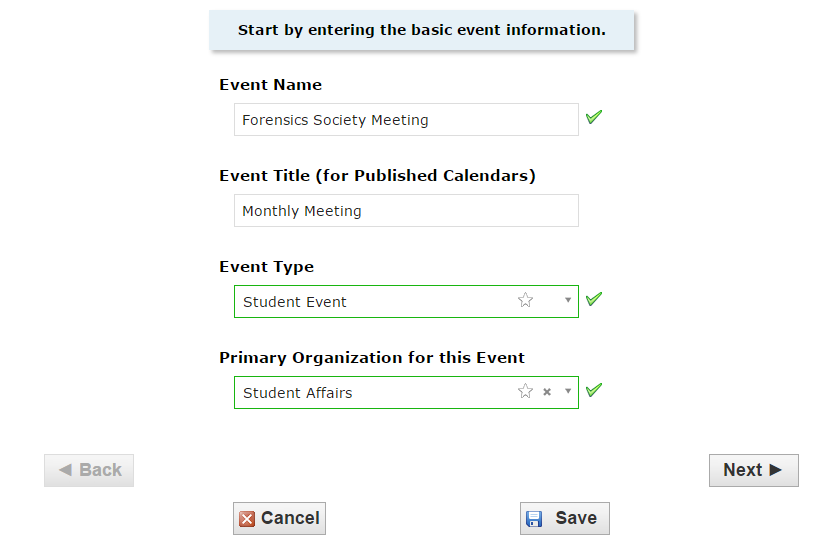 Start by entering the basic event information.
Event Name
Forensics Society Meeting
Event Title (for Published Calendars)
Monthly Meeting
Event Type
Student Event
Primary Organization for this Event
Student Affairs
Back
Next
Cancel
Save